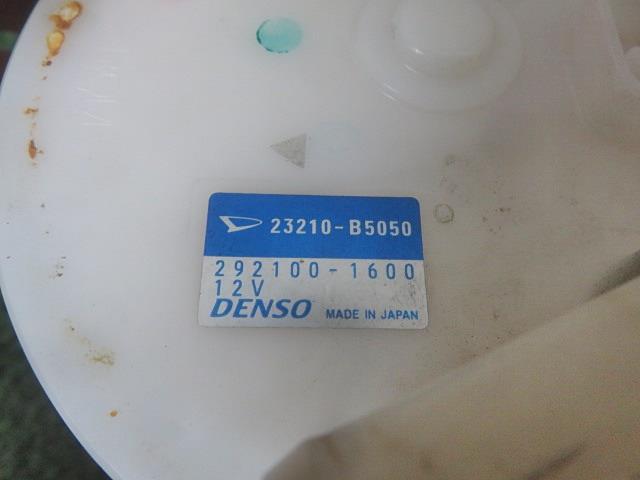 23210-B5050
292100-1600
12V
DENSO MADE IN JAPAN